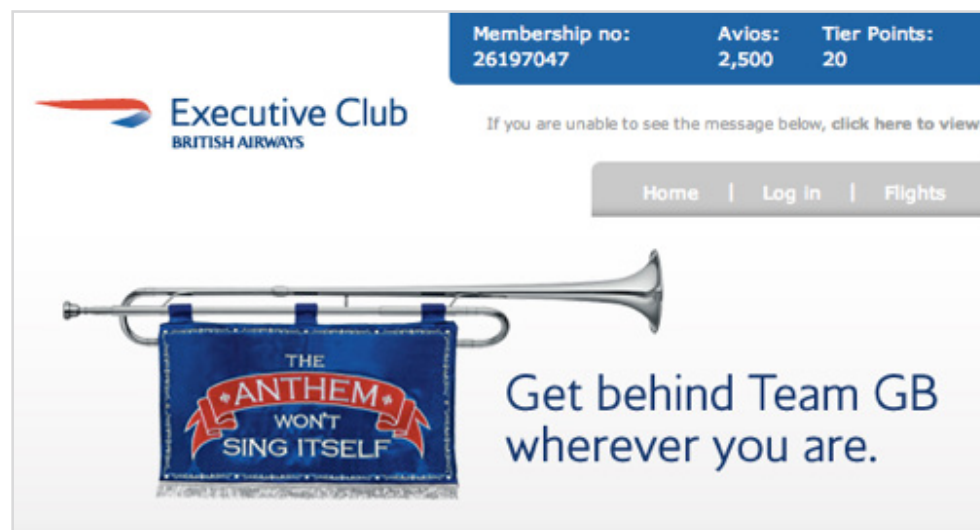 Membership no: Avios: Tier Points:
26197047 2,500 20
Executive Club
BRITISH AIRWAYS
If you are unable to see the message below, click here to view
Home | Log in | Flights
THE
ANTHEM
WON'T
SING ITSELF
Get behind Team GB
wherever you are.